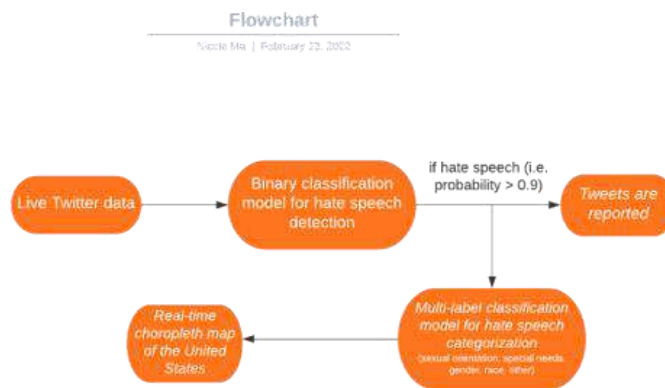 Flowchart
Nicole Ma | February 22, 2022
Live Twitter data
Binary classification
model for hate speech
detection
if hate speech (i.e.
probability > 0.9)
Tweets are
reported
Real-time
choropleth map
of the United
States
Multi-label classification
model for hate speech
categorization
(sexual orientation, special needs,
gender, race, other)